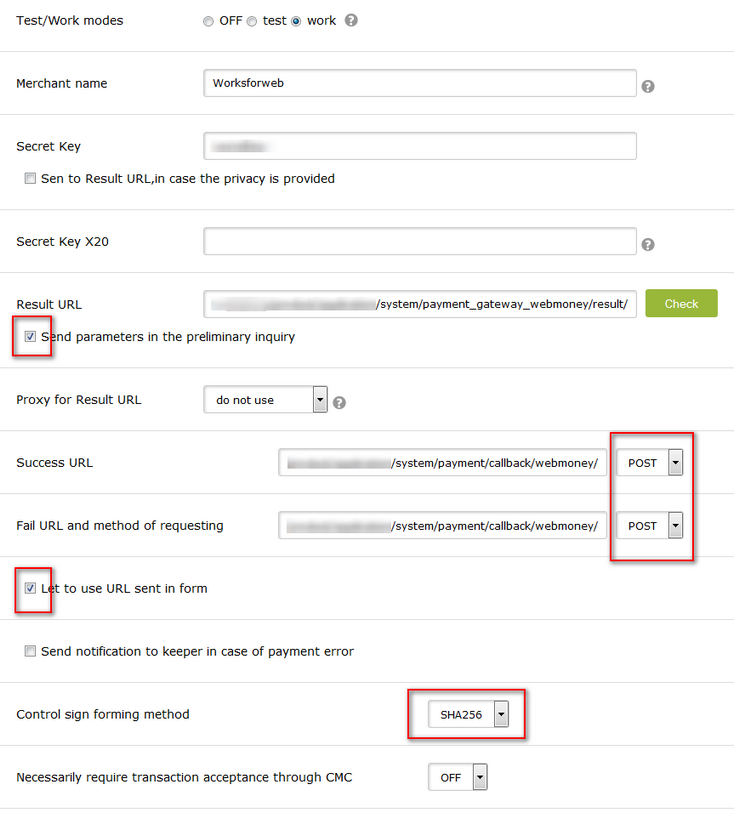 Test/Work modes OFF test work ?
Merchant name Worksforweb ?
Secret Key
Sen to Result URL,in case the privacy is provided
Secret Key X20 ?
Result URL /system/payment_gateway_webmoney/result/ Check
Send parameters in the preliminary inquiry
Proxy for Result URL do not use ?
Success URL /system/payment/callback/webmoney/ POST
Fail URL and method of requesting /system/payment/callback/webmoney/ POST
Let to use URL sent in form
Send notification to keeper in case of payment error
Control sign forming method SHA256
Necessarily require transaction acceptance through CMC OFF